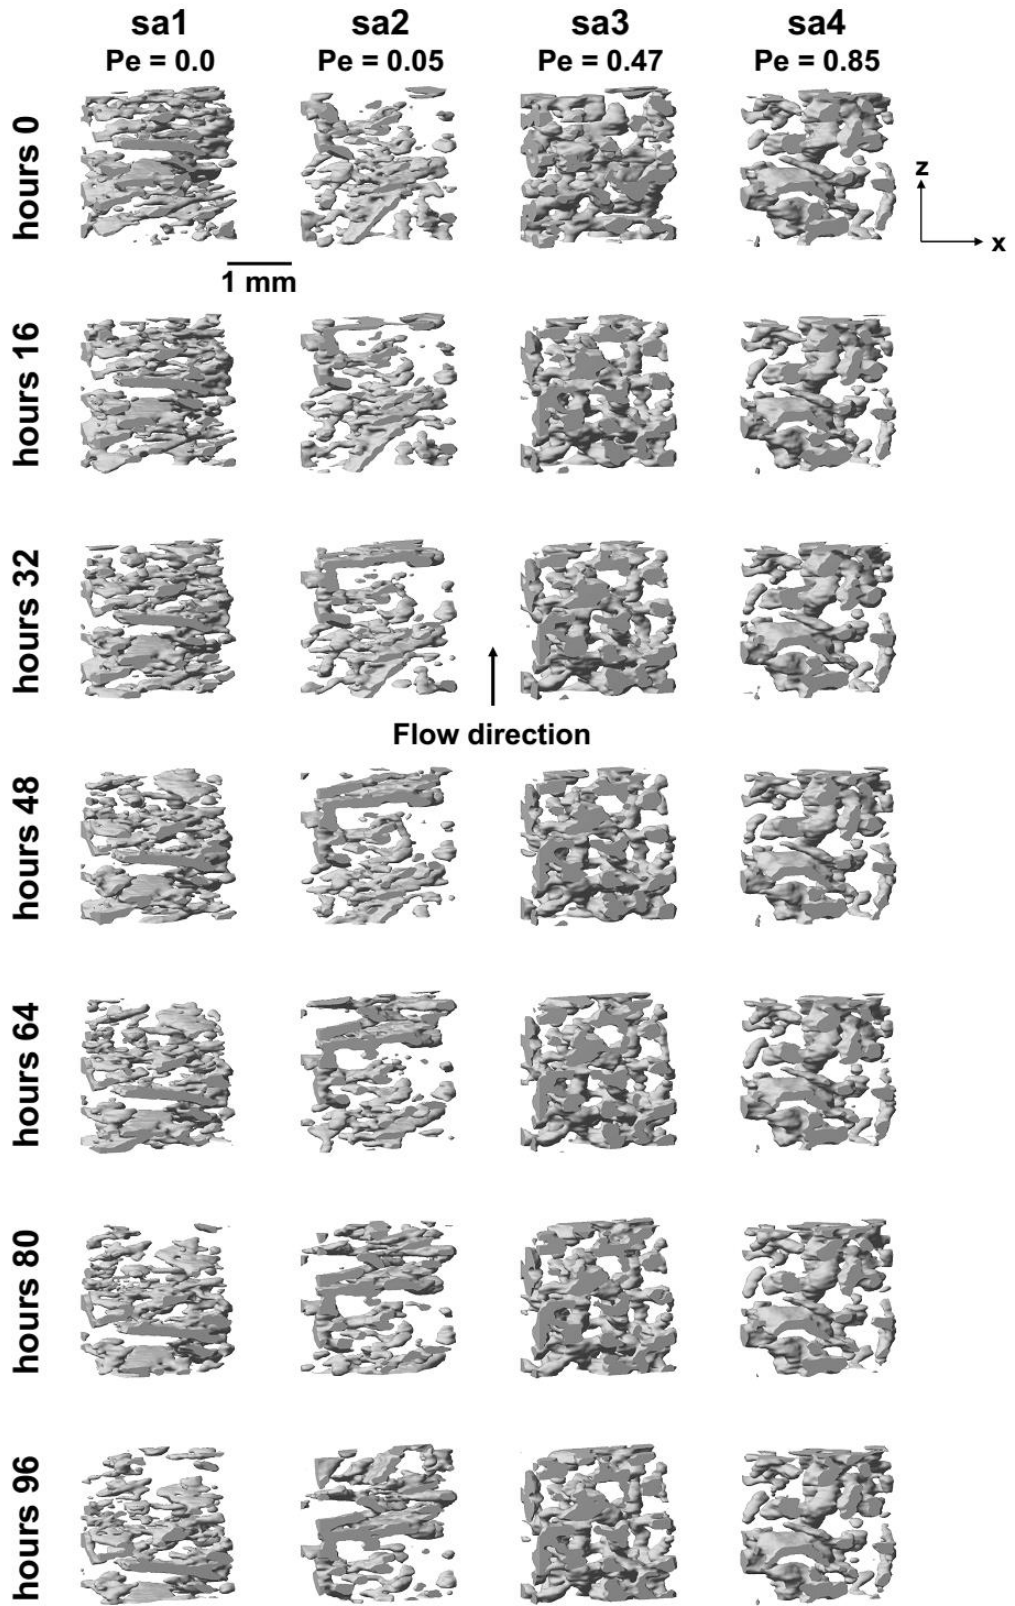 sa1 sa2 sa3 sa4
Pe = 0.0 Pe = 0.05 Pe = 0.47 Pe = 0.85
hours 0
z
x
1 mm
hours 16
hours 32
Flow direction
hours 48
hours 64
hours 80
hours 96